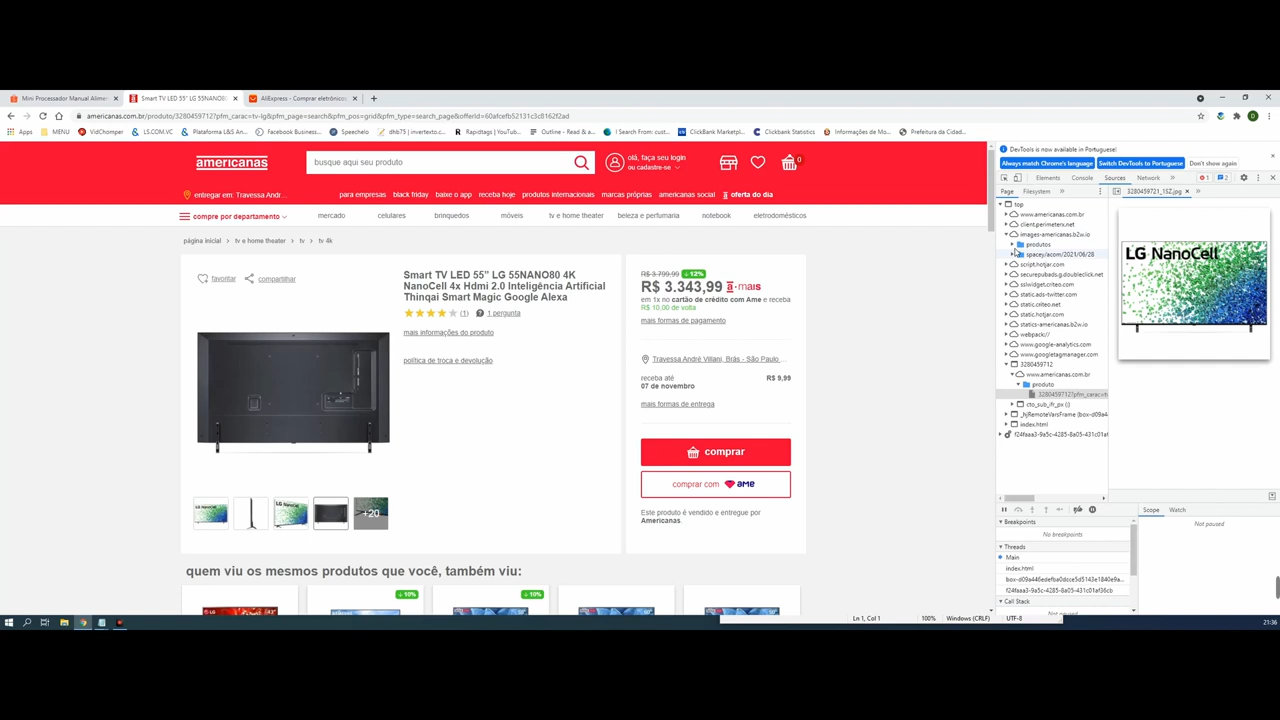 Mini Processador Manual Alime
Smart TV LED 55" LG 55NANO80
AliExpress - Comprar eletrônicos
americanas.com.br/produto/3280459712?pfm_carac=tv-lg&pfm_page=search&pfm_pos=grid&pfm_type=search_page&offerId=60afcefb52131c3c8162f2ad
Apps
MENU
VidChomper
LS.COM.VC
Plataforma L&S An...
Facebook Business...
Speechelo
dhb75 | invertexto.c...
Rapidtags | YouTub...
Outline - Read & a...
I Search From: cust...
ClickBank Marketpl...
Clickbank Statistics
Informações de Mo...
Prefeitura da Cidad...
americanas
busque aqui seu produto
olá, faça seu login
ou cadastre-se
0
entregar em: Travessa Andr...
para empresas
black friday
baixe o app
receba hoje
produtos internacionais
marcas próprias
americanas social
oferta do dia
compre por departamento
mercado
celulares
brinquedos
móveis
tv e home theater
beleza e perfumaria
notebook
eletrodomésticos
página inicial
tv e home theater
tv
tv 4k
favoritar
compartilhar
Smart TV LED 55" LG 55NANO80 4K
NanoCell 4x Hdmi 2.0 Inteligência Artificial
Thinqai Smart Magic Google Alexa
(1)
1 pergunta
mais informações do produto
política de troca e devolução
+20
R$ 3.799,99
12%
R$ 3.343,99
a+mais
em 1x no cartão de crédito com Ame e receba
R$ 10,00 de volta
mais formas de pagamento
Travessa André Villani, Brás - São Paulo ...
receba até
R$ 9,99
07 de novembro
mais formas de entrega
comprar
comprar com ame
Este produto é vendido e entregue por
Americanas.
quem viu os mesmos produtos que você, também viu:
10%
10%
DevTools is now available in Portuguese!
Always match Chrome's language
Switch DevTools to Portuguese
Don't show again
Elements
Console
Sources
Network
1
2
Page
Filesystem
3280459721_1SZ.jpg
top
www.americanas.com.br
client.perimeterx.net
images-americanas.b2w.io
produtos
spacey/acom/2021/06/28
script.hotjar.com
securepubads.g.doubleclick.net
sslwidget.criteo.com
static.ads-twitter.com
static.criteo.net
static.hotjar.com
statics-americanas.b2w.io
webpack://
www.google-analytics.com
www.googletagmanager.com
3280459712
www.americanas.com.br
produto
3280459712?pfm_carac=t
cto_sub_ifr_px ()
_hjRemoteVarsFrame (box-d09a4
index.html
f24faaa3-9a5c-4285-8a05-431c01af
LG NanoCell
Breakpoints
No breakpoints
Threads
Main
index.html
box-d09a446edefba0dcce5d5143e1840e9a...
f24faaa3-9a5c-4285-8a05-431c01af36cb
Call Stack
Not paused
Scope
Watch
Not paused
Ln 1, Col 1
100%
Windows (CRLF)
UTF-8
21:36